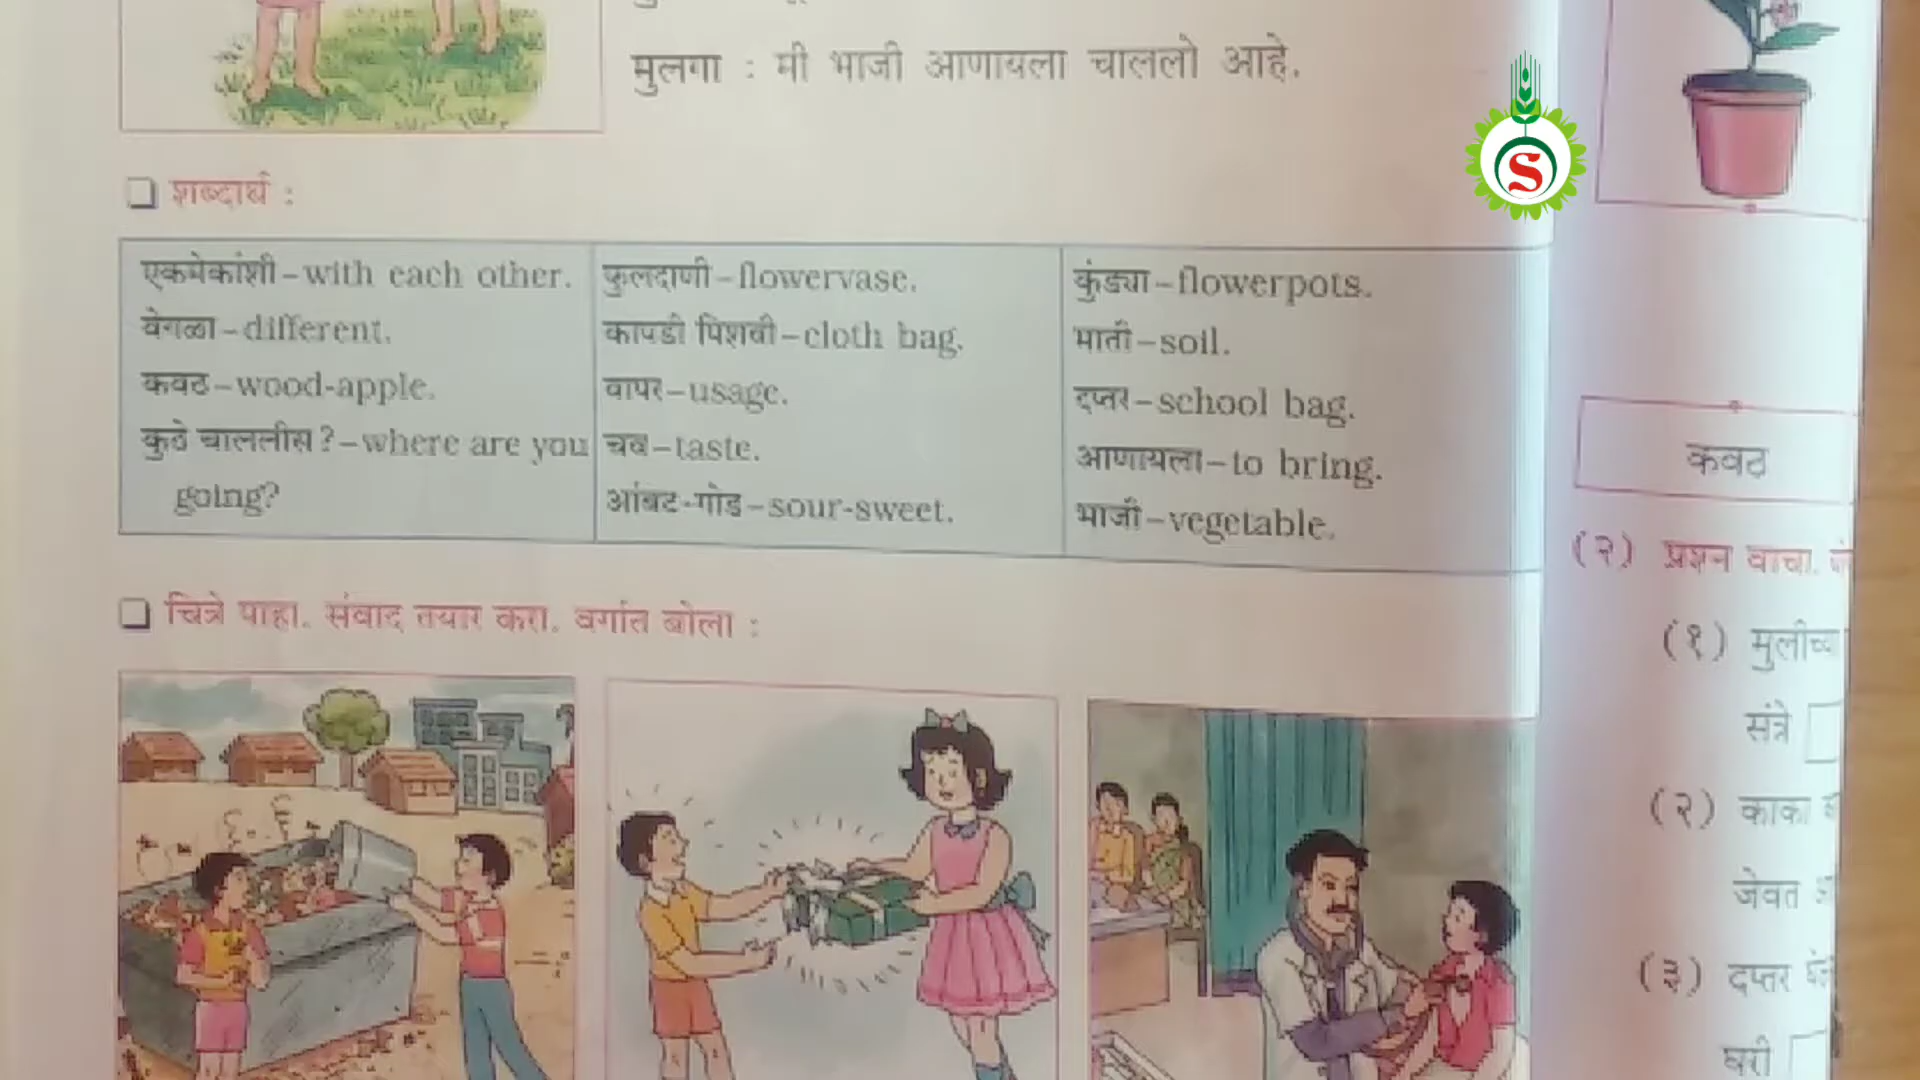 मुलगा : मी भाजी आणायला चाललो आहे.
शब्दार्थ :
एकमेकांशी – with each other.
वेगळा – different.
कवठ – wood-apple.
कुठे चाललीस ? – where are you
going?
फुलदाणी – flowervase.
कापडी पिशवी – cloth bag.
वापर – usage.
चव – taste.
आंबट-गोड – sour-sweet.
कुंड्या – flowerpots.
माती – soil.
दप्तर – school bag.
आणायला – to bring.
भाजी – vegetable.
चित्रे पाहा. संवाद तयार करा. वर्गात बोला :
S
कवठ
(२) प्रश्न वाचा.
(१) मुलीच्या
संत्रे
(२) काका
जेवत
(३) दप्तर
घरी